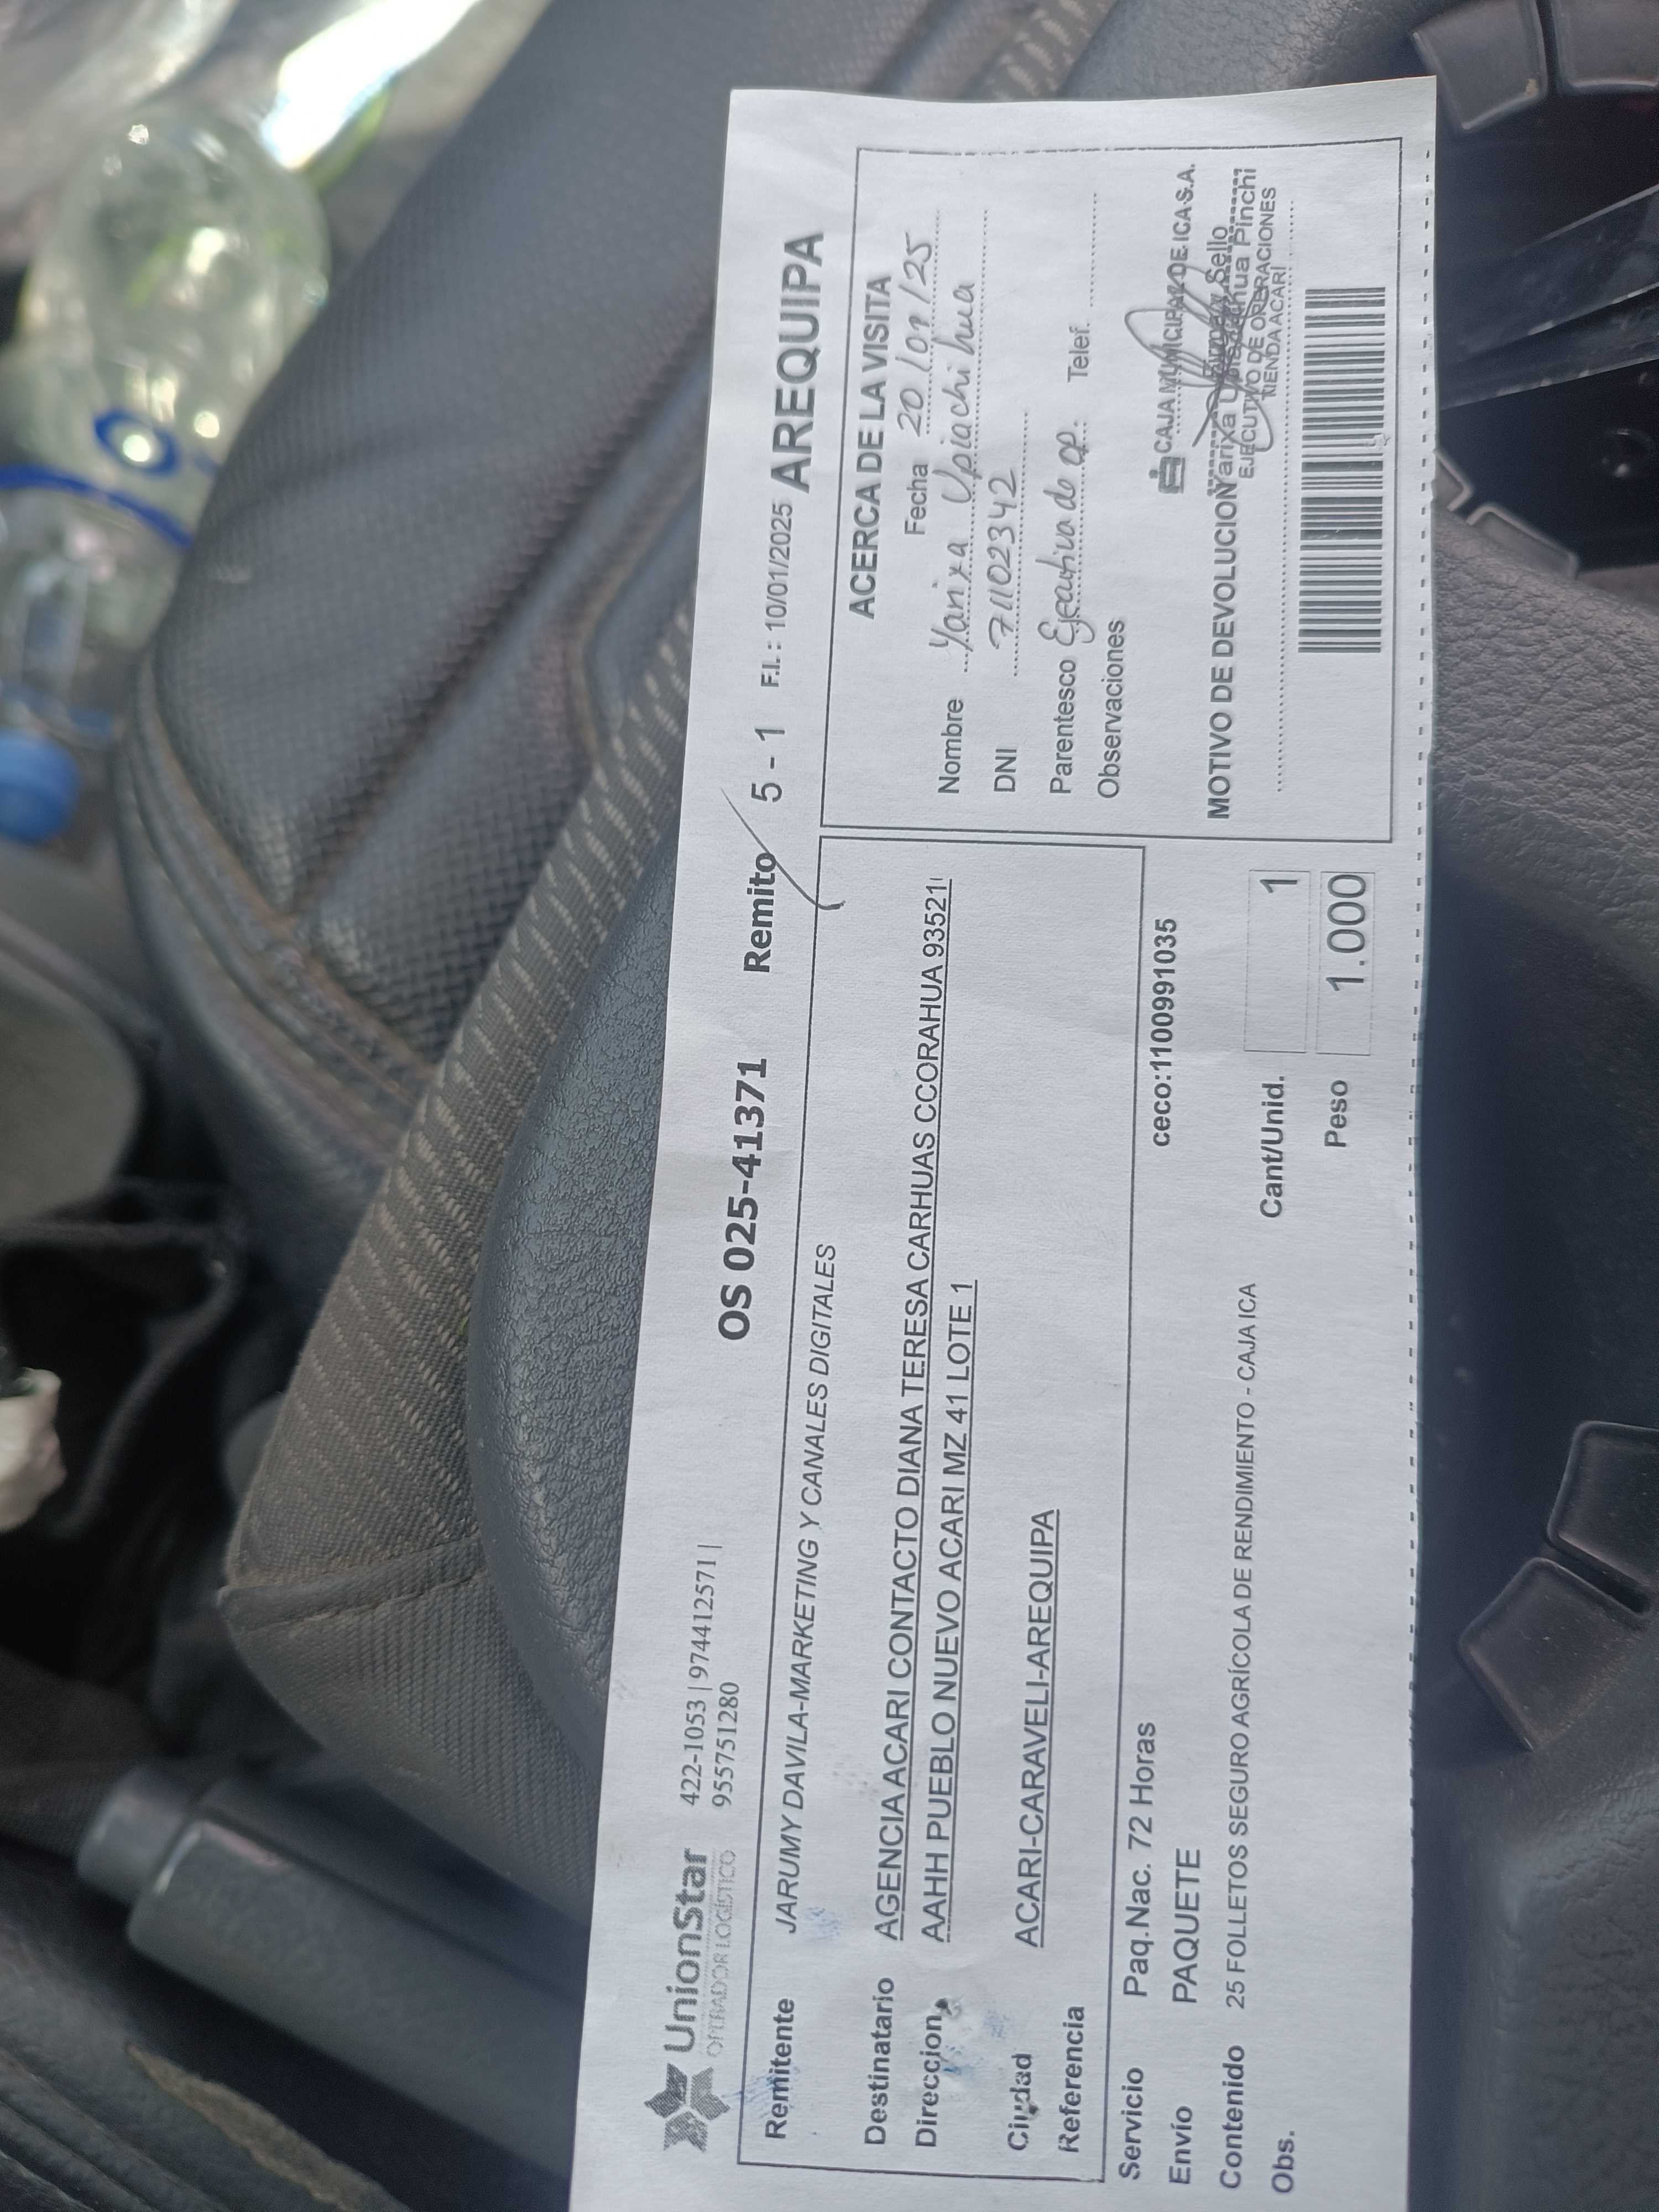 UnionStar
OPERADOR LOGÍSTICO
422-1053 | 974412571 |
955751280
OS 025-41371
Remito 5 - 1 F.I.: 10/01/2025 AREQUIPA
Remitente JARUMY DAVILA-MARKETING Y CANALES DIGITALES
Destinatario AGENCIA ACARI CONTACTO DIANA TERESA CARHUAS CCORAHUA 93521
Direccion AAHH PUEBLO NUEVO ACARI MZ 41 LOTE 1
Ciudad ACARI-CARAVELI-AREQUIPA
Referencia
Servicio Paq.Nac. 72 Horas
ceco:1100991035
Envío PAQUETE
Contenido 25 FOLLETOS SEGURO AGRÍCOLA DE RENDIMIENTO - CAJA ICA
Obs.
Cant/Unid. 1
Peso 1.000
ACERCA DE LA VISITA
Fecha 20/01/25
Nombre Yarixa Upiachihua
DNI 71102342
Parentesco Ejecutiva de op. Telef.
Observaciones
CAJA MUNICIPAL DE ICA S.A.
Sello
MOTIVO DE DEVOLUCION
Yarixa Upiachihua Pinchi
EJECUTIVO DE OPERACIONES
TIENDA ACARI